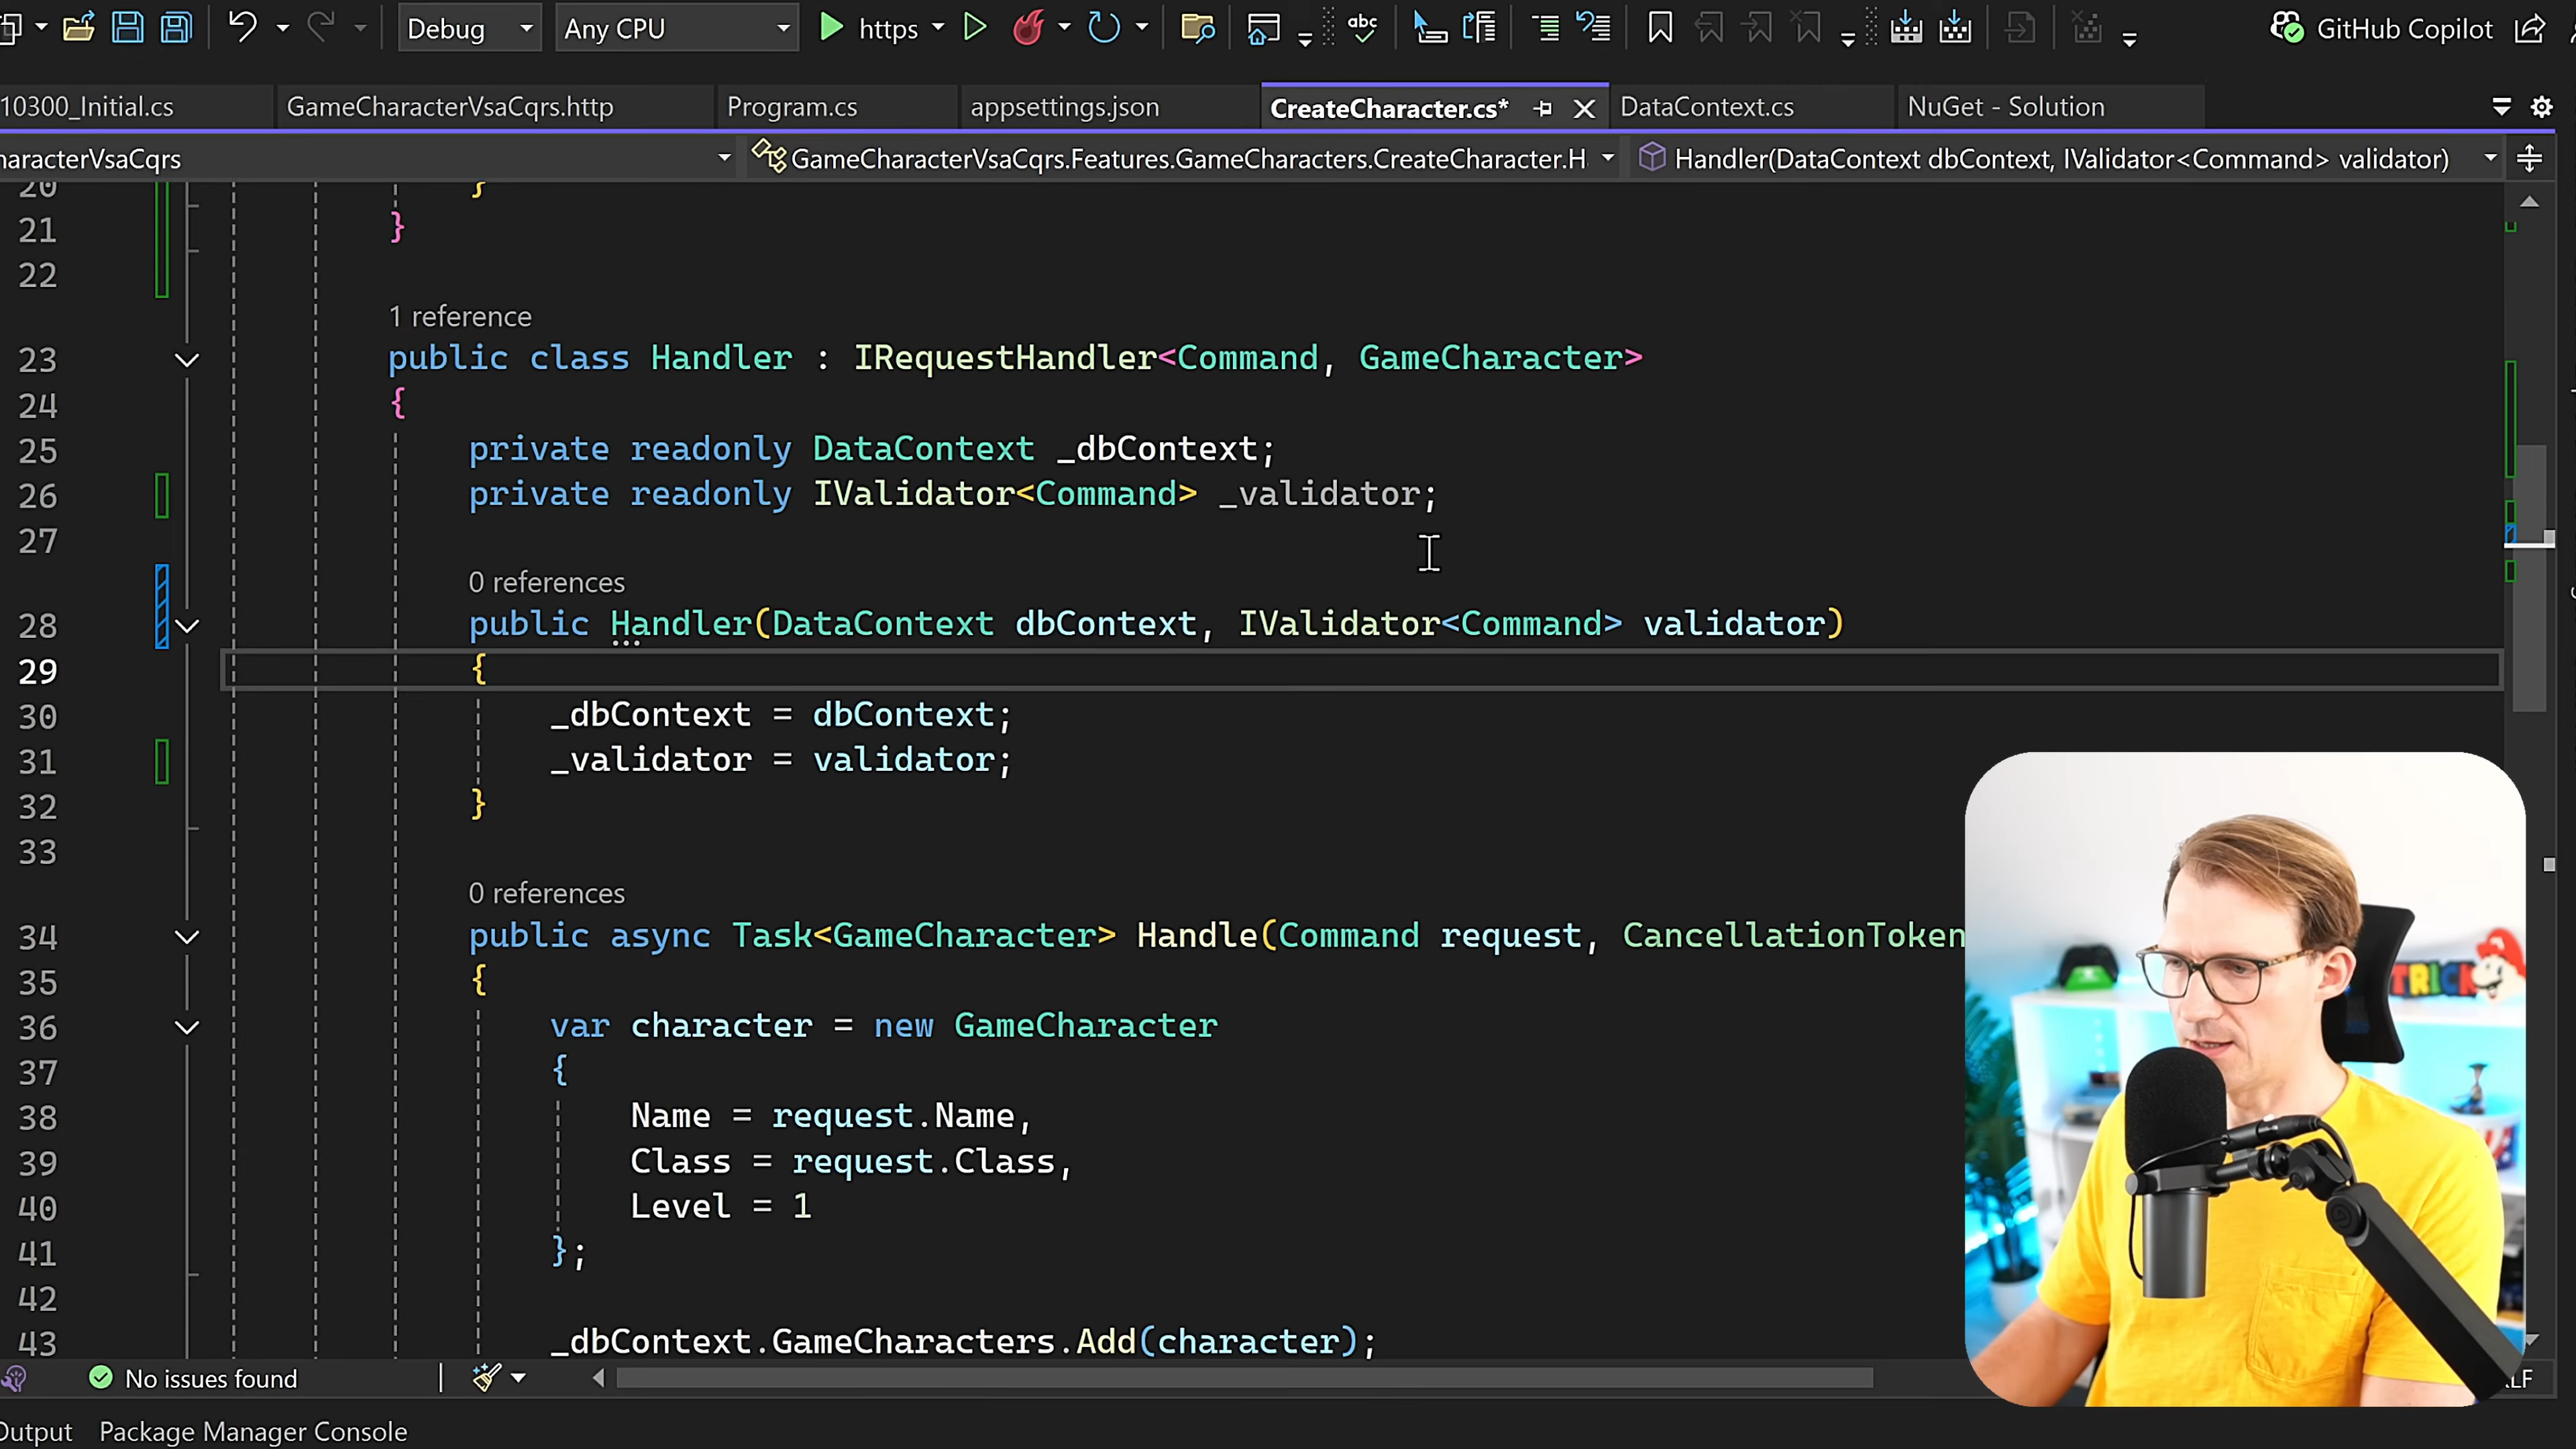 Debug
Any CPU
https
abc
GitHub Copilot
10300_Initial.cs
GameCharacterVsaCqrs.http
Program.cs
appsettings.json
CreateCharacter.cs*
DataContext.cs
NuGet - Solution
haracterVsaCqrs
GameCharacterVsaCqrs.Features.GameCharacters.CreateCharacter.H
Handler(DataContext dbContext, IValidator<Command> validator)
20 }
21 }
22
1 reference
23 public class Handler : IRequestHandler<Command, GameCharacter>
24 {
25 private readonly DataContext _dbContext;
26 private readonly IValidator<Command> _validator;
27
0 references
28 public Handler(DataContext dbContext, IValidator<Command> validator)
29 {
30 _dbContext = dbContext;
31 _validator = validator;
32 }
33
0 references
34 public async Task<GameCharacter> Handle(Command request, CancellationToken
35 {
36 var character = new GameCharacter
37 {
38 Name = request.Name,
39 Class = request.Class,
40 Level = 1
41 };
42
43 _dbContext.GameCharacters.Add(character);
TRICK
No issues found
LF
Output
Package Manager Console